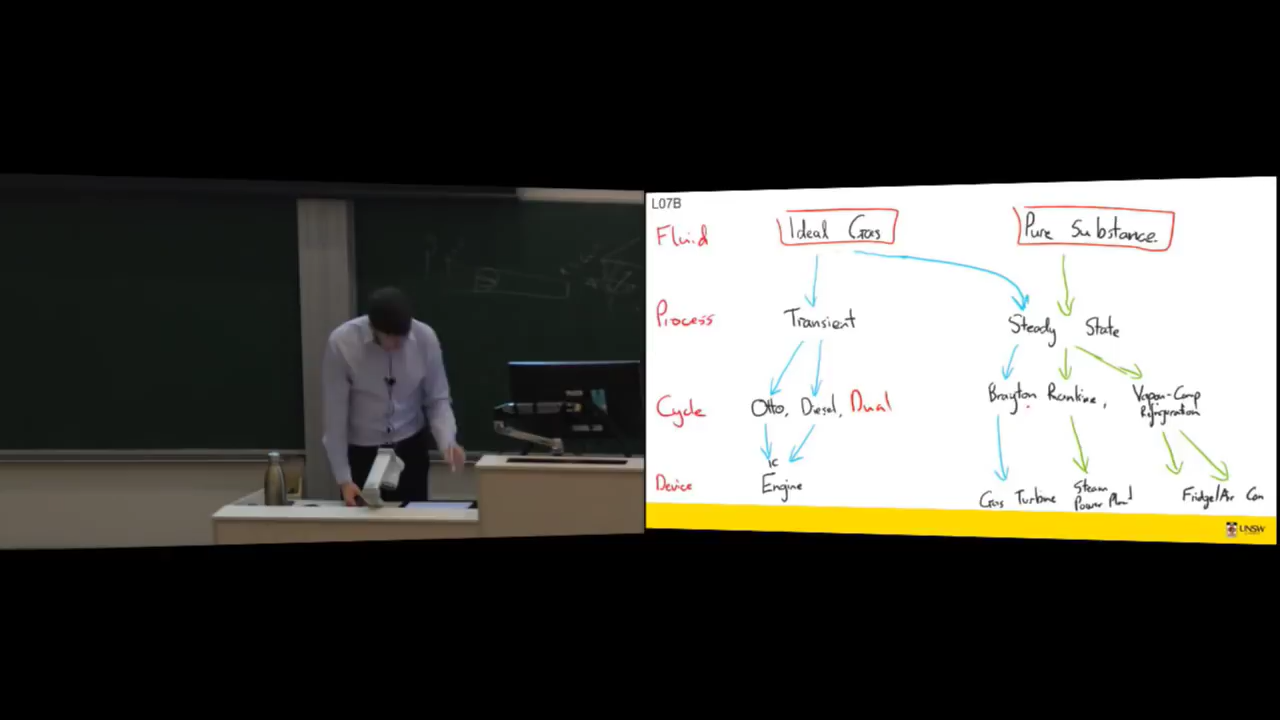 L07B
Fluid Ideal Gas Pure Substance.
Process Transient Steady State
Cycle Otto, Diesel, Dual Brayton Rankine, Vapour-Comp
Refrigeration
IC
Device Engine Gas Turbine Steam Power Plant Fridge/Air Con
UNSW